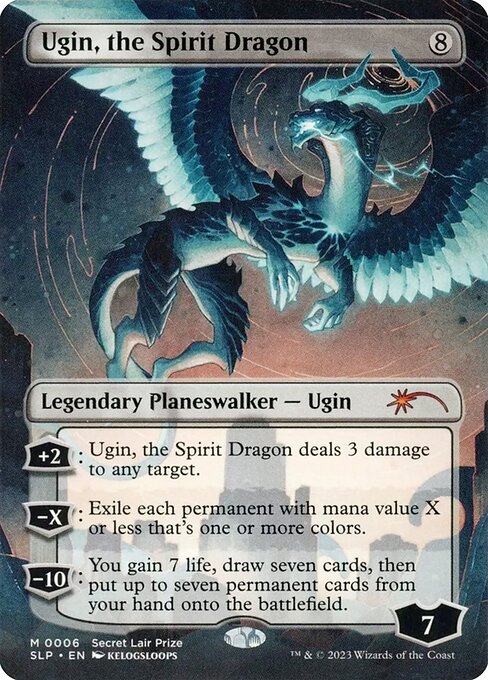 Ugin, the Spirit Dragon 8
Legendary Planeswalker — Ugin
+2 : Ugin, the Spirit Dragon deals 3 damage
to any target.
−X : Exile each permanent with mana value X
or less that's one or more colors.
−10 : You gain 7 life, draw seven cards, then
put up to seven permanent cards from
your hand onto the battlefield.
7
M 0006 Secret Lair Prize
SLP • EN KELOGSLOOPS
™ & © 2023 Wizards of the Coast